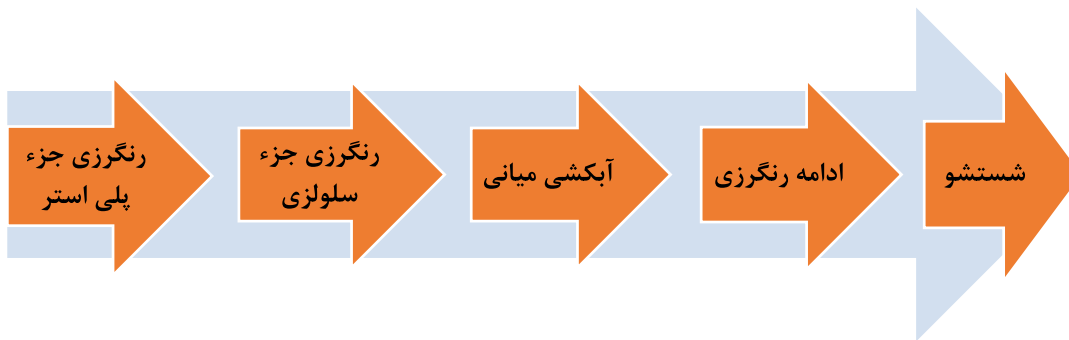 رنگرزی جزء
پلی استر
رنگرزی جزء
سلولزی
آبکشی میانی
ادامه رنگرزی
شستشو